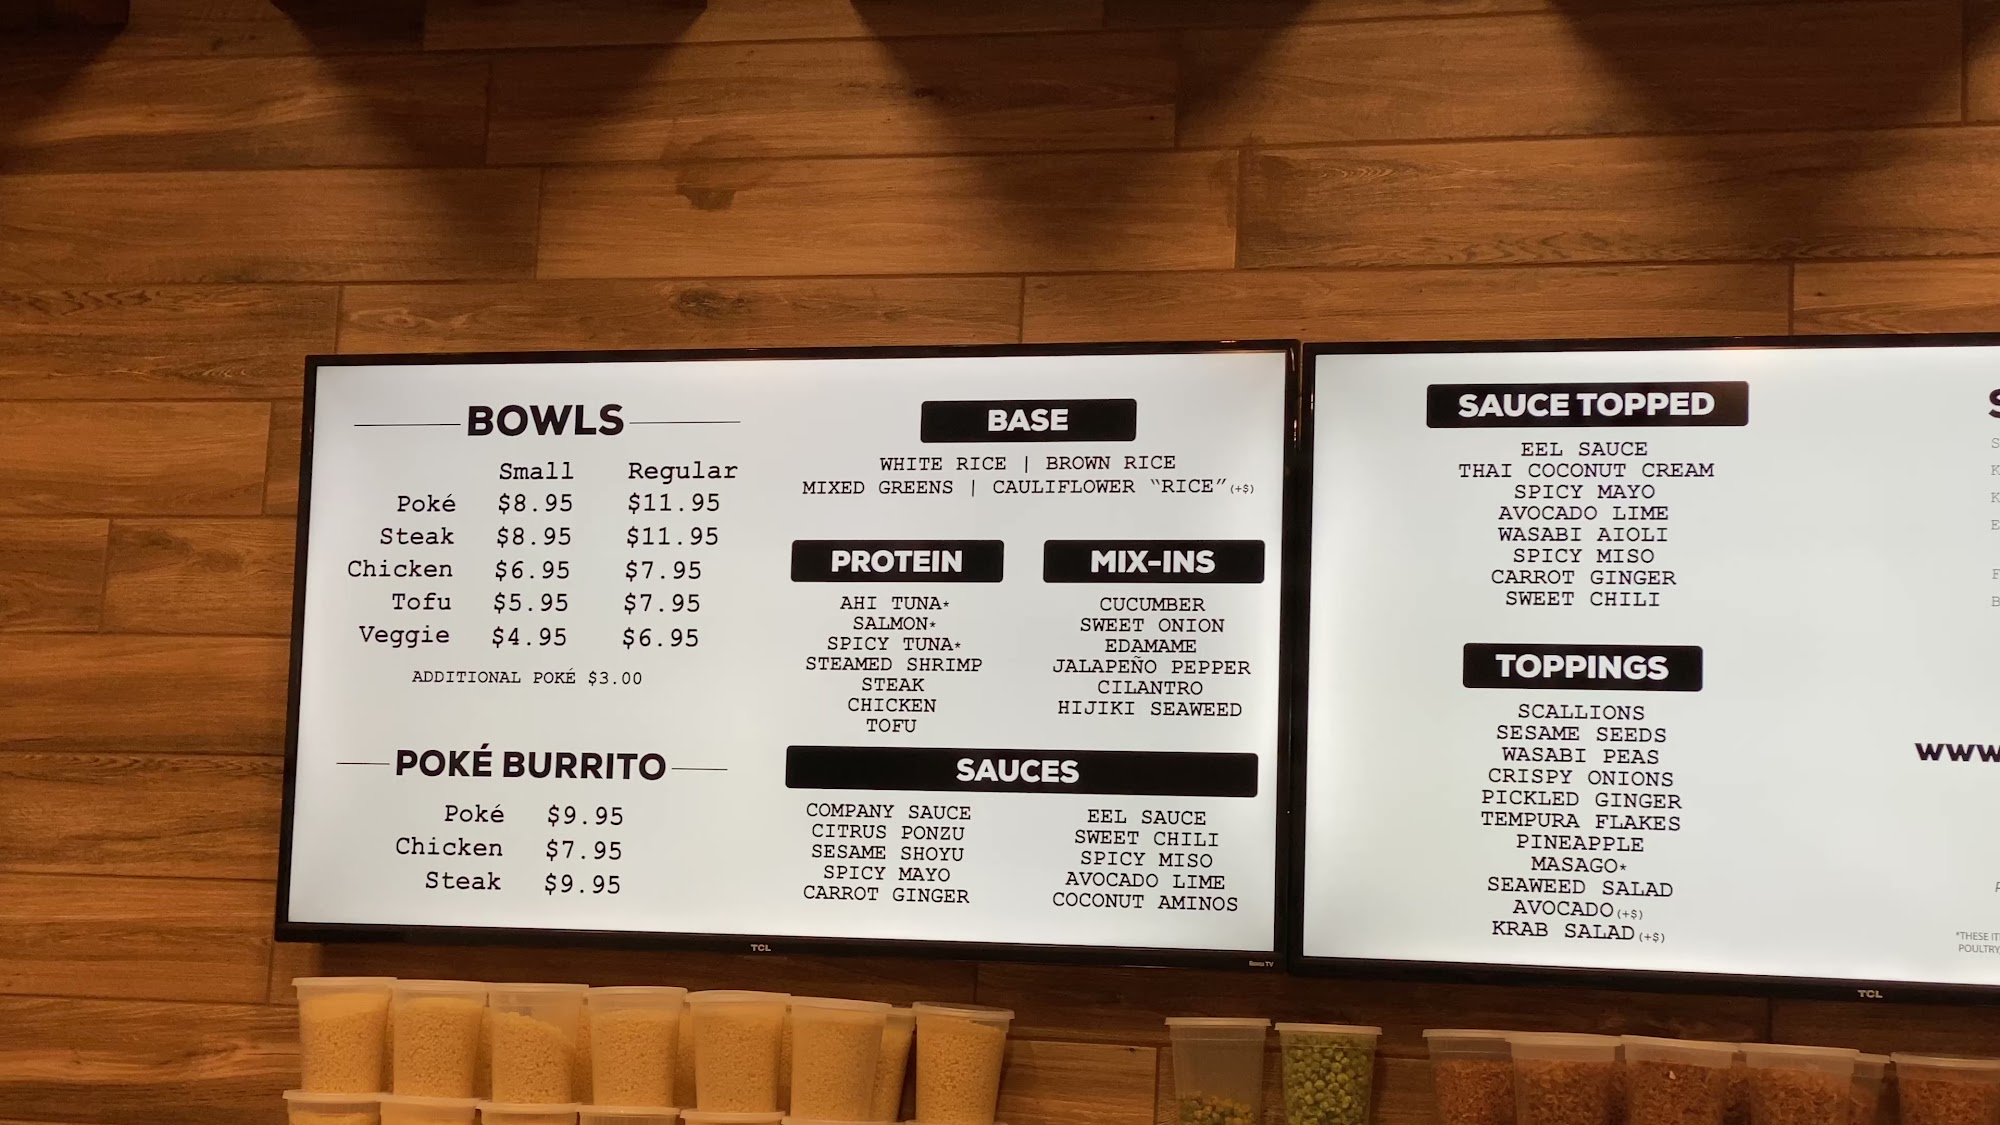 BOWLS
Small Regular
Poké $8.95 $11.95
Steak $8.95 $11.95
Chicken $6.95 $7.95
Tofu $5.95 $7.95
Veggie $4.95 $6.95
ADDITIONAL POKÉ $3.00
POKÉ BURRITO
Poké $9.95
Chicken $7.95
Steak $9.95
BASE
WHITE RICE | BROWN RICE
MIXED GREENS | CAULIFLOWER “RICE” (+$)
PROTEIN
AHI TUNA*
SALMON*
SPICY TUNA*
STEAMED SHRIMP
STEAK
CHICKEN
TOFU
MIX-INS
CUCUMBER
SWEET ONION
EDAMAME
JALAPEÑO PEPPER
CILANTRO
HIJIKI SEAWEED
SAUCES
COMPANY SAUCE
CITRUS PONZU
SESAME SHOYU
SPICY MAYO
CARROT GINGER
EEL SAUCE
SWEET CHILI
SPICY MISO
AVOCADO LIME
COCONUT AMINOS
TCL
Roku TV
SAUCE TOPPED
EEL SAUCE
THAI COCONUT CREAM
SPICY MAYO
AVOCADO LIME
WASABI AIOLI
SPICY MISO
CARROT GINGER
SWEET CHILI
TOPPINGS
SCALLIONS
SESAME SEEDS
WASABI PEAS
CRISPY ONIONS
PICKLED GINGER
TEMPURA FLAKES
PINEAPPLE
MASAGO*
SEAWEED SALAD
AVOCADO (+$)
KRAB SALAD (+$)
www
*THESE IT
POULTRY
TCL